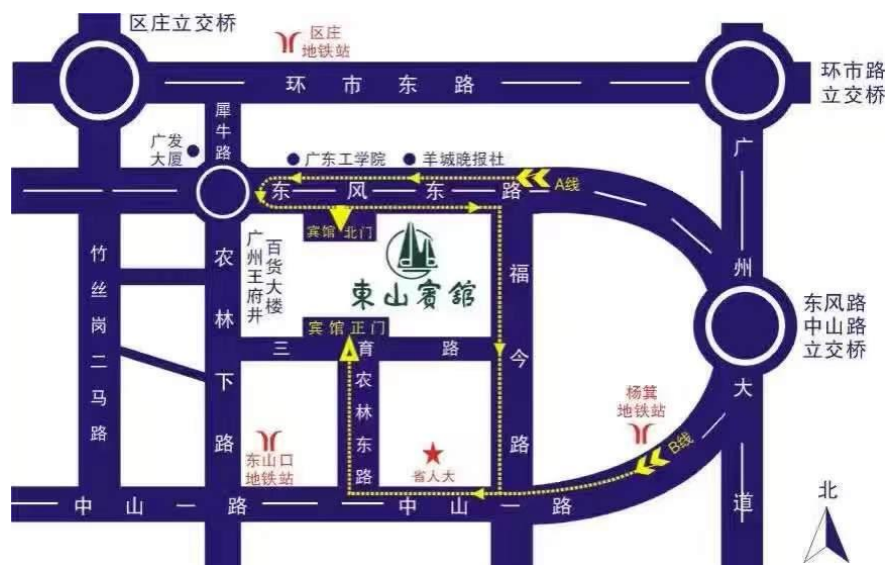 区庄立交桥
区庄
地铁站
环市东路
环市路
立交桥
犀牛路
广发
大厦
广东工学院
羊城晚报社
东风东路
A线
广州大道
宾馆北门
東山賓舘
广州王府井
百货大楼
竹丝岗二马路
农林下路
福今路
宾馆正门
三育路
东风路
中山路
立交桥
农林东路
杨箕
地铁站
B线
东山口
地铁站
省人大
中山一路
中山一路
北